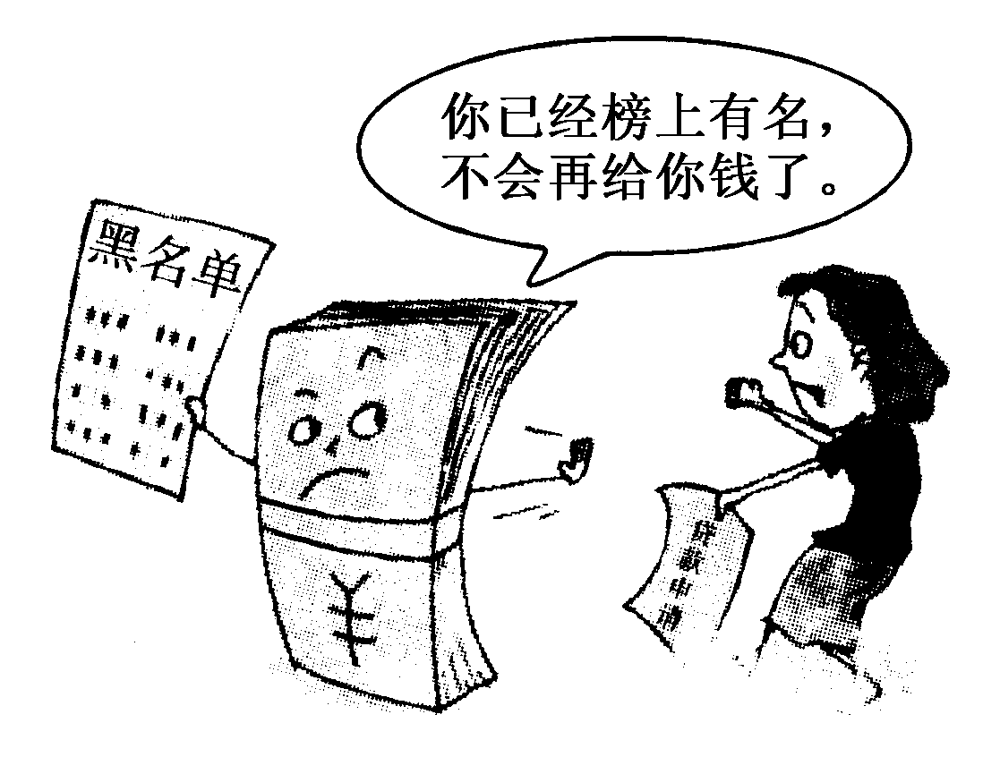 你已经榜上有名，
不会再给你钱了。
黑名单
¥
贷款申请